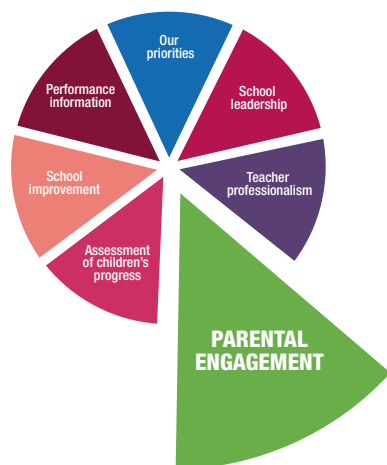 Our
priorities
School
leadership
Teacher
professionalism
PARENTAL
ENGAGEMENT
Assessment
of children's
progress
School
improvement
Performance
information